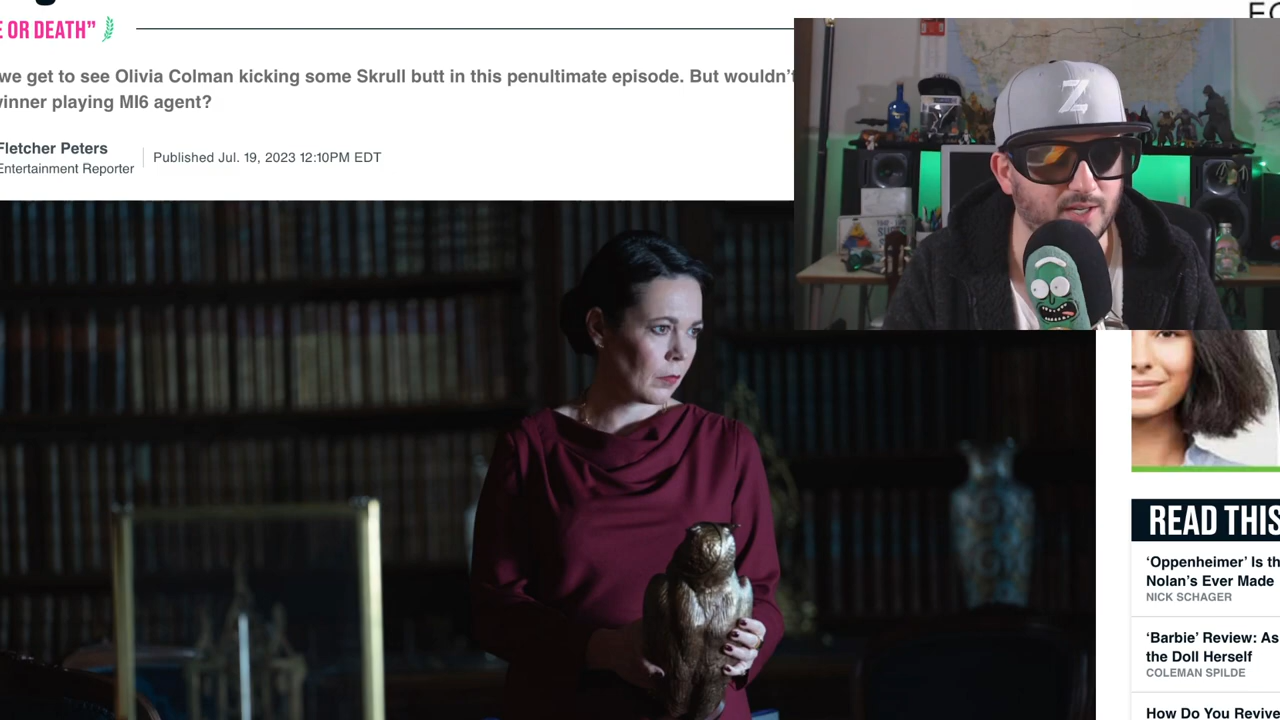 E OR DEATH”
we get to see Olivia Colman kicking some Skrull butt in this penultimate episode. But wouldn’t
winner playing MI6 agent?
Fletcher Peters
Entertainment Reporter
Published Jul. 19, 2023 12:10PM EDT
Z
READ THIS
‘Oppenheimer’ Is th
Nolan’s Ever Made
NICK SCHAGER
‘Barbie’ Review: As
the Doll Herself
COLEMAN SPILDE
How Do You Revive